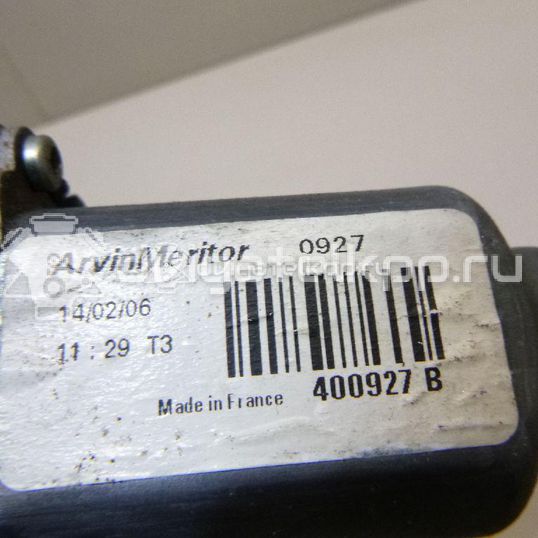 ArvinMeritor 0927
14/02/06
11:29 T3
400927 B
Made in France